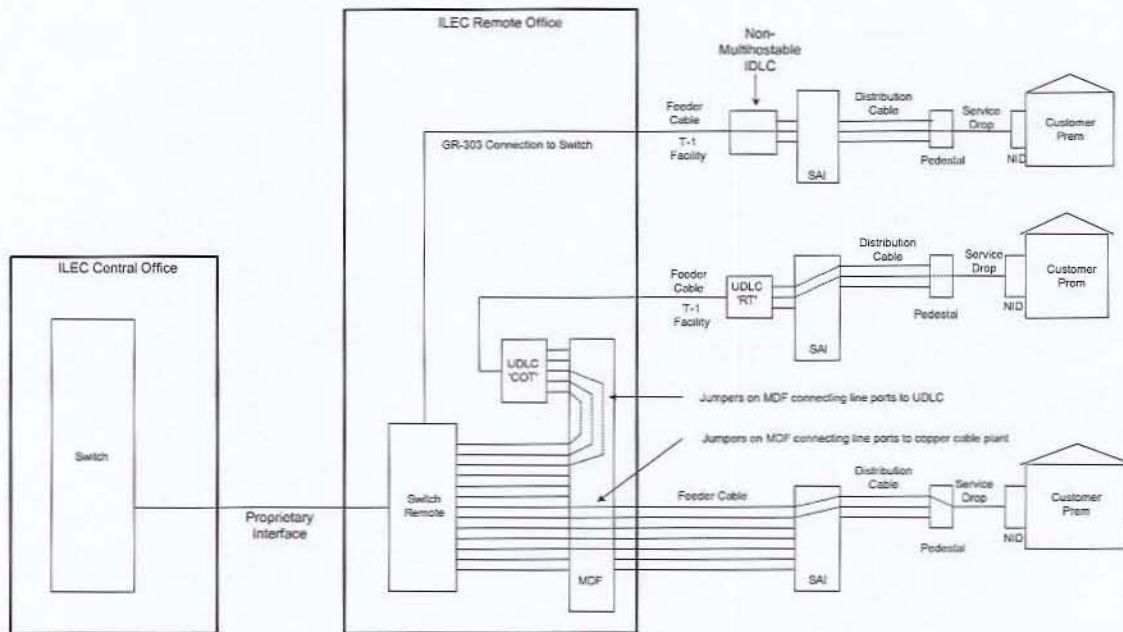 ILEC Remote Office
Non-
Multihostable
IDLC
Feeder
Cable
T-1
Facility
GR-303 Connection to Switch
SAI
Distribution
Cable
Pedestal
Service
Drop
NID
Customer
Prem
ILEC Central Office
Switch
Proprietary
Interface
Feeder
Cable
T-1
Facility
UDLC
'RT'
SAI
Distribution
Cable
Pedestal
Service
Drop
NID
Customer
Prem
UDLC
'COT'
Jumpers on MDF connecting line ports to UDLC
Jumpers on MDF connecting line ports to copper cable plant
Switch
Remote
MDF
Feeder Cable
SAI
Distribution
Cable
Pedestal
Service
Drop
NID
Customer
Prem